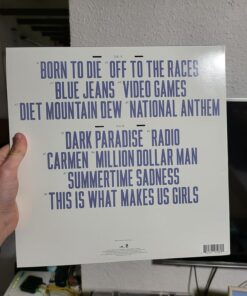 BORN TO DIE OFF TO THE RACES
BLUE JEANS VIDEO GAMES
DIET MOUNTAIN DEW NATIONAL ANTHEM
DARK PARADISE RADIO
CARMEN MILLION DOLLAR MAN
SUMMERTIME SADNESS
THIS IS WHAT MAKES US GIRLS